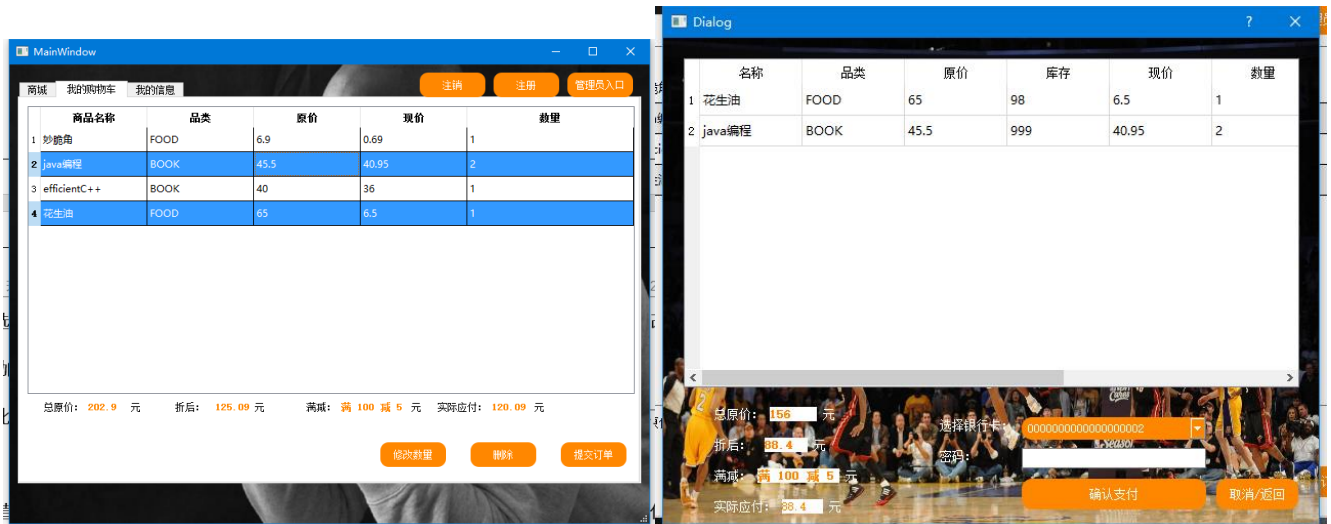 MainWindow
商城 我的购物车 我的信息 注销 注册 管理员入口
商品名称 品类 原价 现价 数量
1 妙脆角 FOOD 6.9 0.69 1
2 java编程 BOOK 45.5 40.95 2
3 efficientC++ BOOK 40 36 1
4 花生油 FOOD 65 6.5 1
总原价: 202.9 元 折后: 125.09 元 满减: 满 100 减 5 元 实际应付: 120.09 元
修改数量 删除 提交订单
Dialog
名称 品类 原价 库存 现价 数量
1 花生油 FOOD 65 98 6.5 1
2 java编程 BOOK 45.5 999 40.95 2
总原价: 156 元
折后: 88.4 元
满减: 满 100 减 5 元
实际应付: 88.4 元
选择银行卡: 0000000000000000002
密码:
确认支付 取消/返回